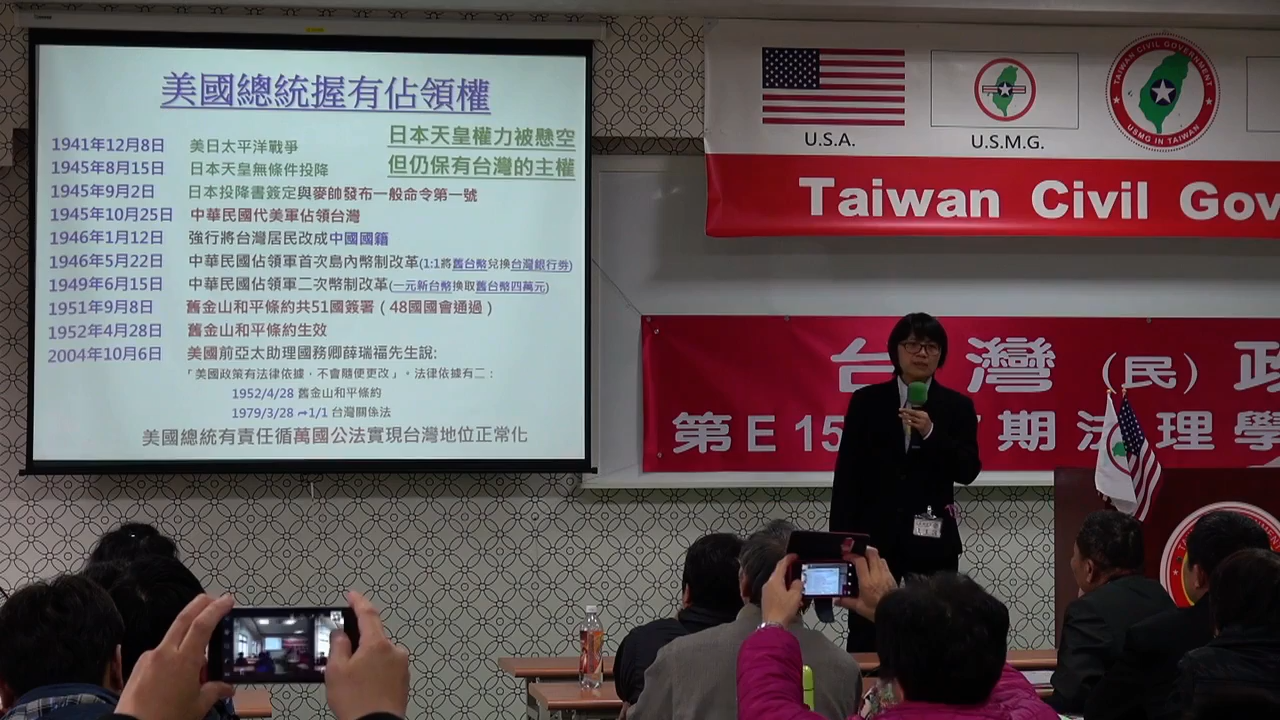 美國總統握有佔領權
日本天皇權力被懸空
但仍保有台灣的主權
1941年12月8日 美日太平洋戰爭
1945年8月15日 日本天皇無條件投降
1945年9月2日 日本投降書簽定與麥帥發布一般命令第一號
1945年10月25日 中華民國代美軍佔領台灣
1946年1月12日 強行將台灣居民改成中國國籍
1946年5月22日 中華民國佔領軍首次島內幣制改革(1:1將舊台幣兌換台灣銀行券)
1949年6月15日 中華民國佔領軍二次幣制改革(一元新台幣換取舊台幣四萬元)
1951年9月8日 舊金山和平條約共51國簽署(48國國會通過)
1952年4月28日 舊金山和平條約生效
2004年10月6日 美國前亞太助理國務卿薛瑞福先生說:
「美國政策有法律依據，不會隨便更改」。法律依據有二：
1952/4/28 舊金山和平條約
1979/3/28 ➦1/1 台灣關係法
美國總統有責任循萬國公法實現台灣地位正常化
U.S.A.
U.S.M.G.
TAIWAN CIVIL GOVERNMENT
USMG IN TAIWAN
Taiwan Civil Gov
台灣(民)政
第E15 7期法理學